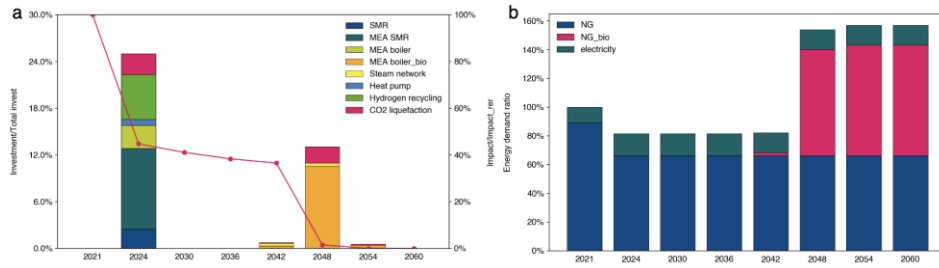 a
30.0%
24.0%
18.0%
12.0%
6.0%
0.0%
Investment/Total invest
SMR
MEA SMR
MEA boiler
MEA boiler_bio
Steam network
Heat pump
Hydrogen recycling
CO2 liquefaction
100%
80%
60%
40%
20%
0%
Impact/Impact_rer
2021 2024 2030 2036 2042 2048 2054 2060
b
160%
140%
120%
100%
80%
60%
40%
20%
0%
Energy demand ratio
NG
NG_bio
electricity
2021 2024 2030 2036 2042 2048 2054 2060